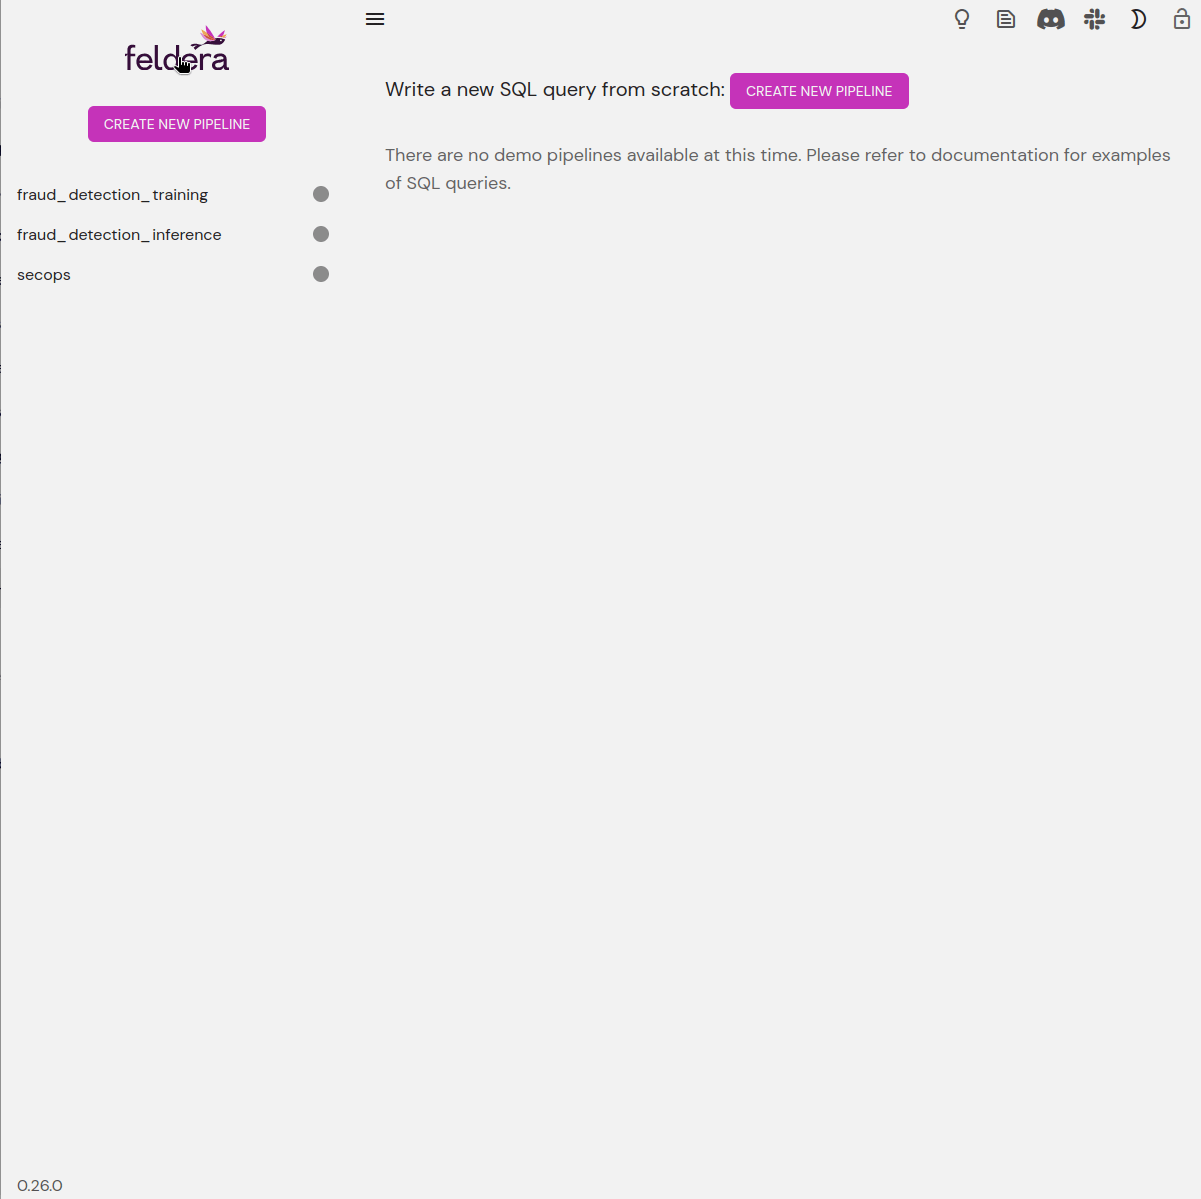 feldera
CREATE NEW PIPELINE
fraud_detection_training
fraud_detection_inference
secops
0.26.0
Write a new SQL query from scratch: CREATE NEW PIPELINE
There are no demo pipelines available at this time. Please refer to documentation for examples
of SQL queries.